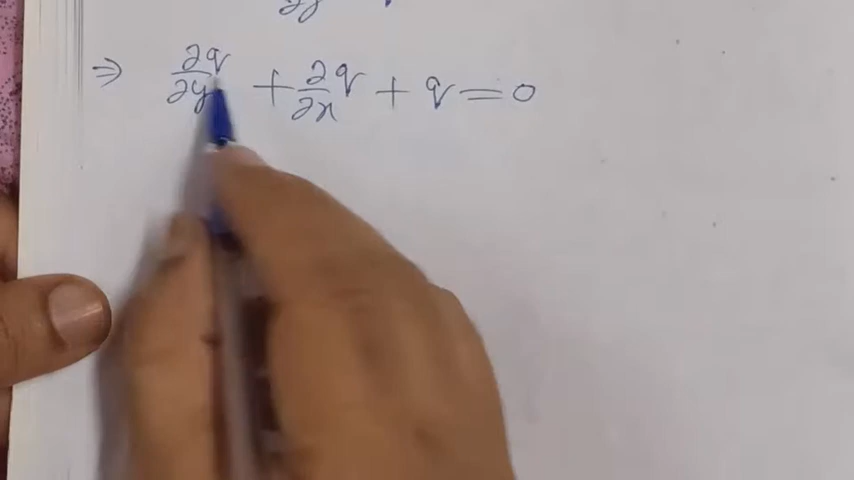 ⇒ ∂q/∂y + ∂q/∂x + q = 0